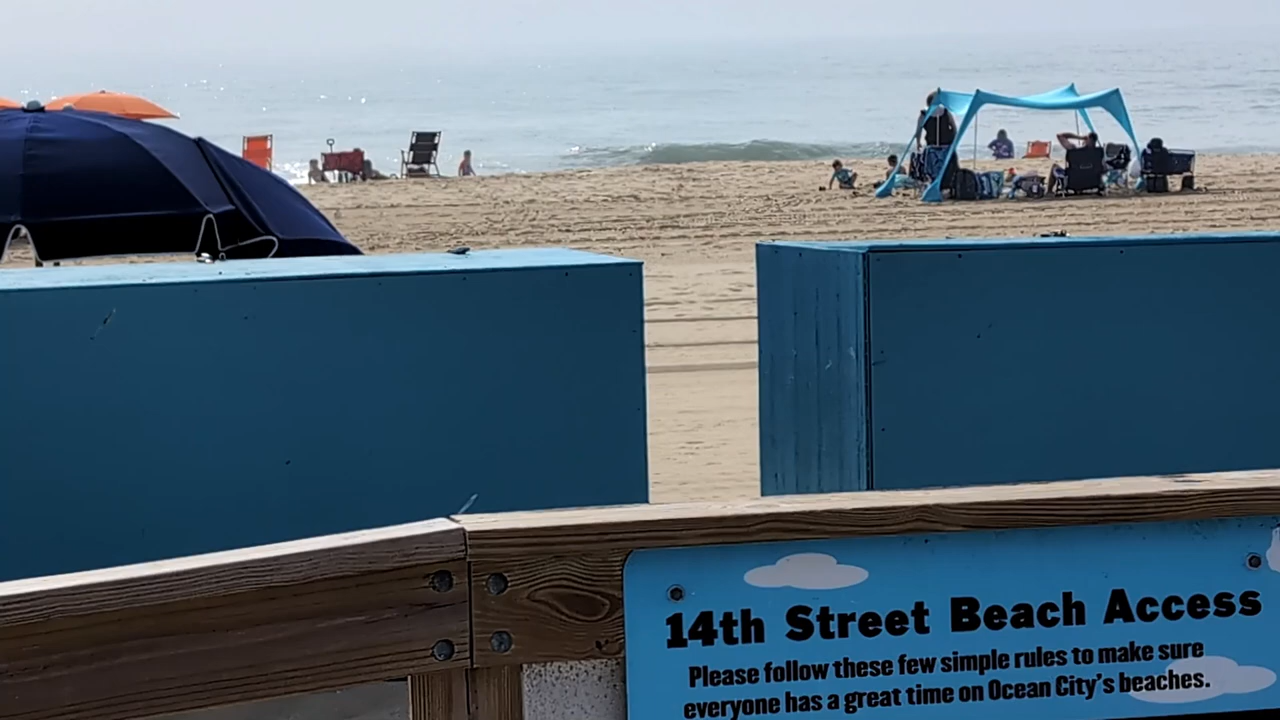 14th Street Beach Access
Please follow these few simple rules to make sure
everyone has a great time on Ocean City's beaches.